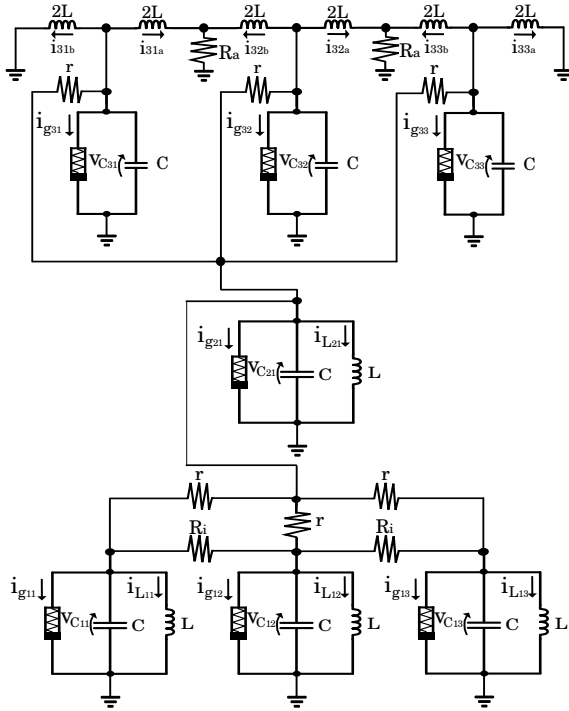 2L 2L 2L 2L 2L 2L
i31b i31a Ra i32b i32a Ra i33b i33a
r r r
ig31 ig32 ig33
vC31 C vC32 C vC33 C
ig21 iL21
vC21 C L
r r
r
Ri Ri
ig11 iL11 ig12 iL12 ig13 iL13
vC11 C L vC12 C L vC13 C L